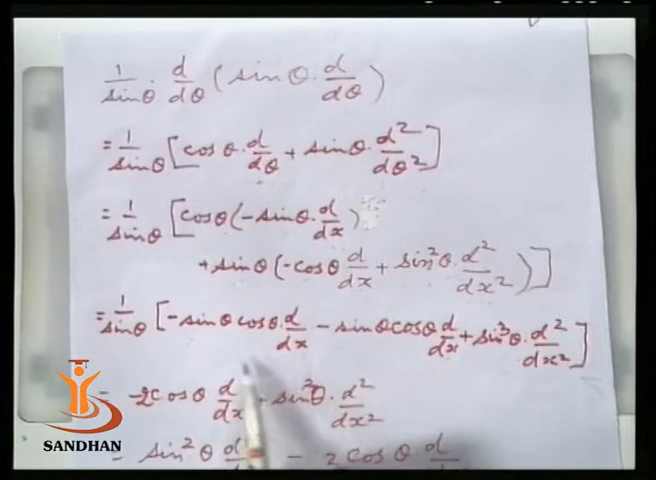 1/sinθ · d/dθ (sinθ · d/dθ)
= 1/sinθ [cosθ · d/dθ + sinθ · d²/dθ²]
= 1/sinθ [cosθ (-sinθ · d/dx)
+ sinθ (-cosθ d/dx + sin²θ · d²/dx²)]
= 1/sinθ [-sinθ cosθ · d/dx - sinθ cosθ d/dx + sin³θ · d²/dx²]
-2cosθ d/dx sin²θ · d²/dx²
= sin²θ - 2cosθ d
SANDHAN